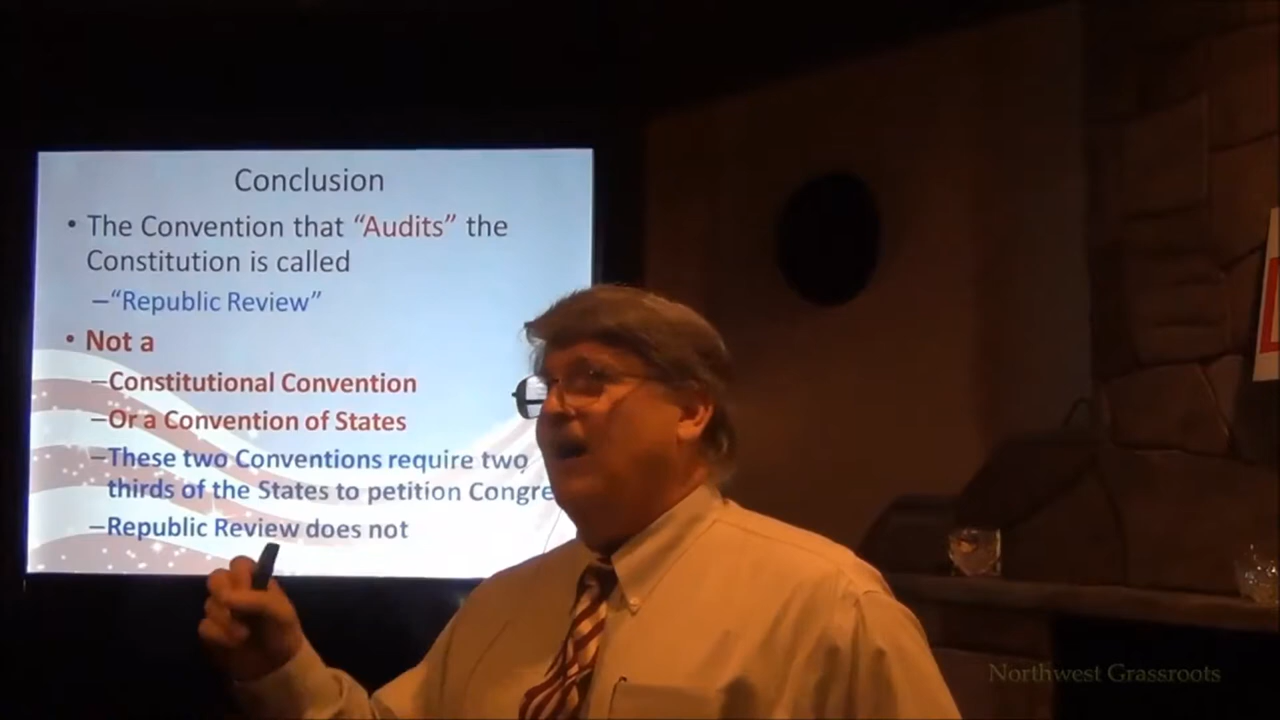 Conclusion
• The Convention that “Audits” the
Constitution is called
–“Republic Review”
• Not a
–Constitutional Convention
–Or a Convention of States
–These two Conventions require two
thirds of the States to petition Congre
–Republic Review does not
Northwest Grassroots